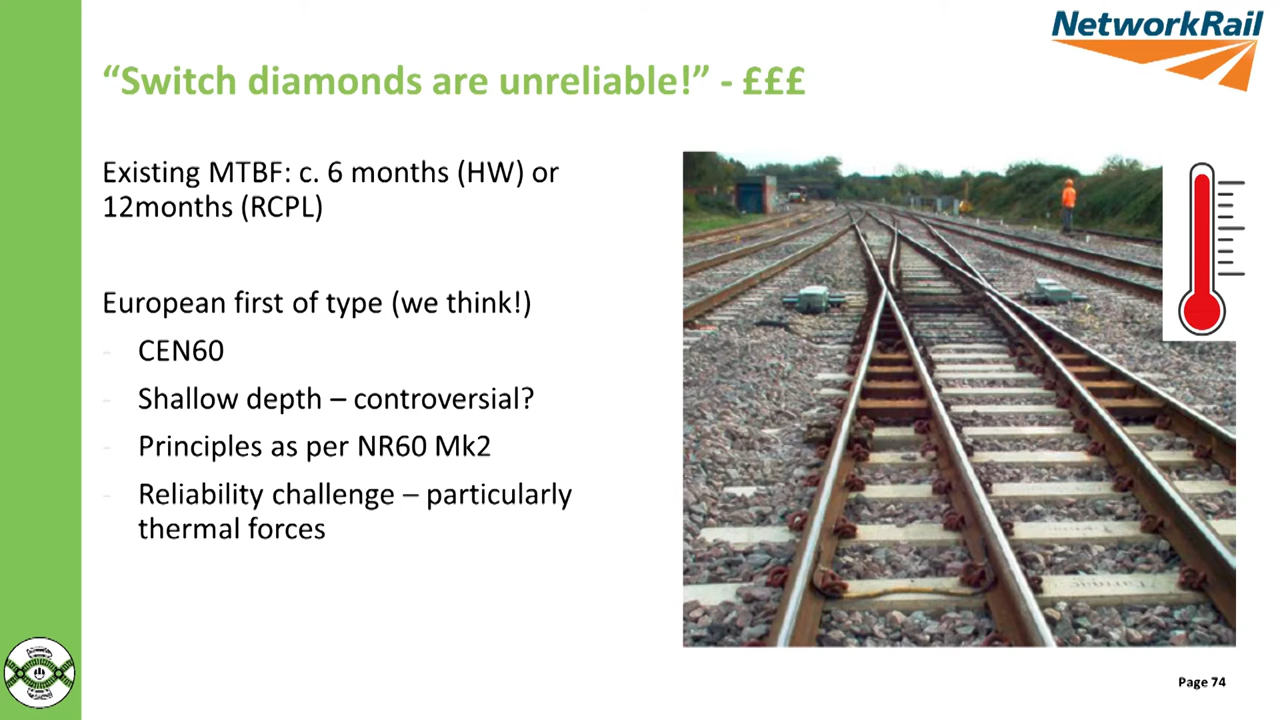 NetworkRail
“Switch diamonds are unreliable!” - £££
Existing MTBF: c. 6 months (HW) or
12months (RCPL)
European first of type (we think!)
- CEN60
- Shallow depth – controversial?
- Principles as per NR60 Mk2
- Reliability challenge – particularly
thermal forces
Page 74